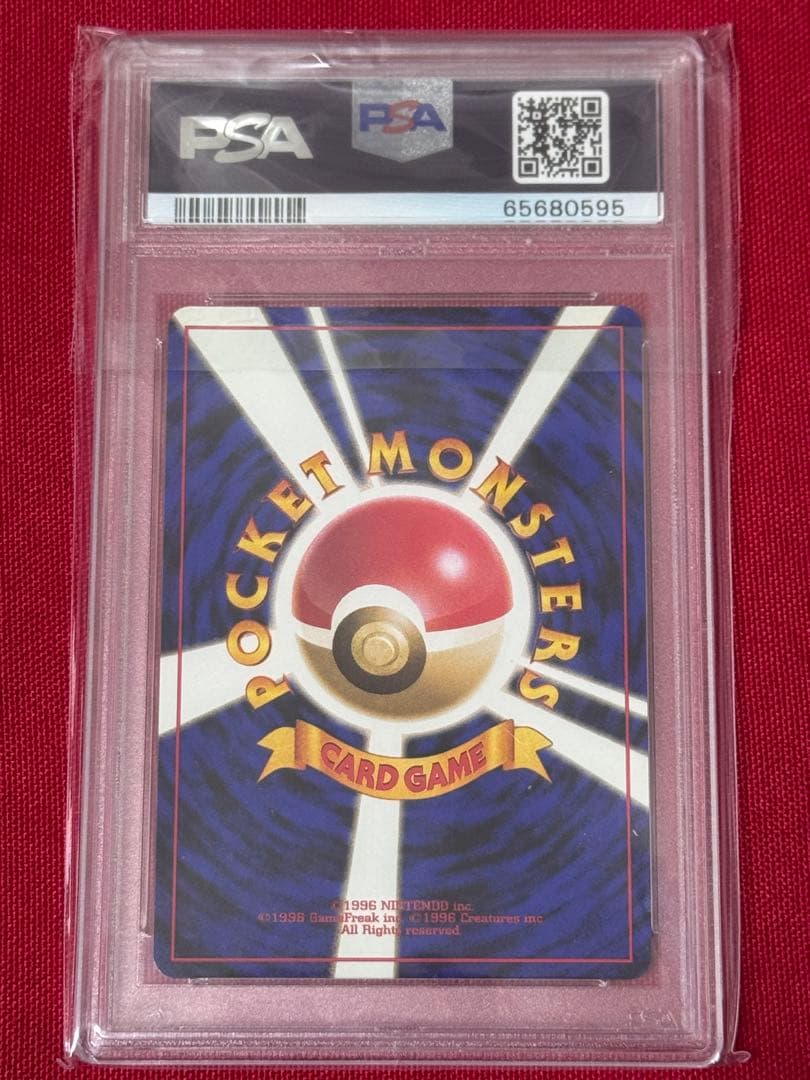 PSA
PSA
65680595
POCKET MONSTERS
CARD GAME
©1996 NINTENDO inc.
©1996 GameFreak inc. ©1996 Creatures inc
All Rights reserved.